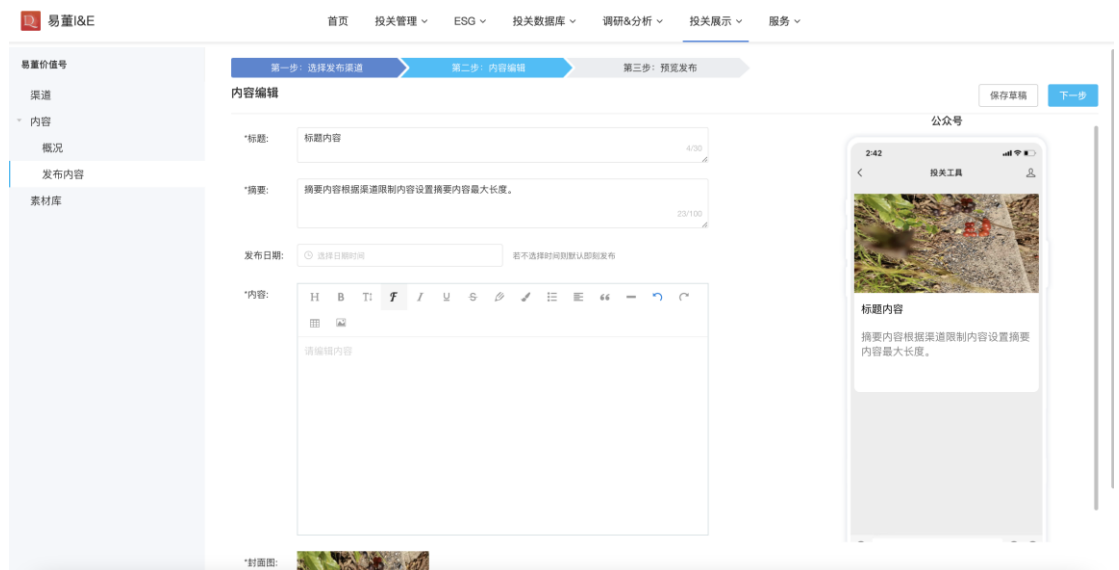 易董I&E
首页 投关管理 ESG 投关数据库 调研&分析 投关展示 服务
易董价值号
渠道
内容
概况
发布内容
素材库
第一步：选择发布渠道 第二步：内容编辑 第三步：预览发布
内容编辑
保存草稿 下一步
*标题: 标题内容
4/30
*摘要: 摘要内容根据渠道限制内容设置摘要内容最大长度。
23/100
发布日期: 选择日期时间 若不选择时间则默认即刻发布
*内容:
请编辑内容
*封面图:
公众号
2:42
投关工具
标题内容
摘要内容根据渠道限制内容设置摘要
内容最大长度。